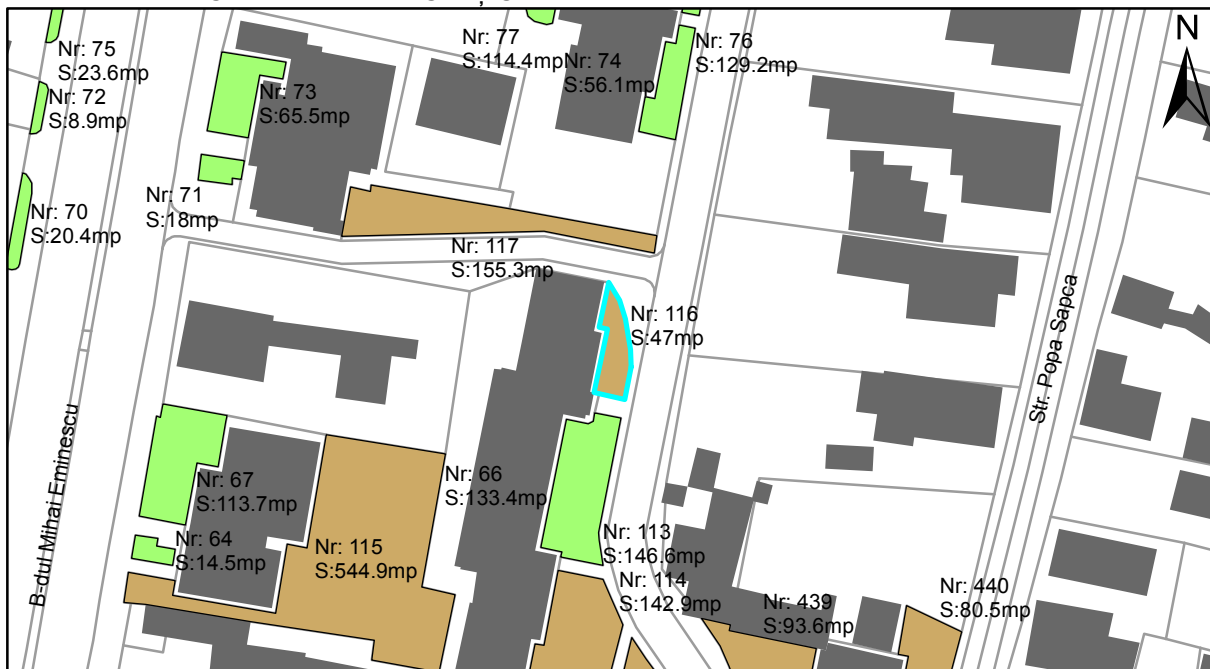 Nr: 75
S:23.6mp
Nr: 72
S:8.9mp
Nr: 73
S:65.5mp
Nr: 77
S:114.4mp
Nr: 74
S:56.1mp
Nr: 76
S:129.2mp
N
Nr: 71
S:18mp
Nr: 70
S:20.4mp
Nr: 117
S:155.3mp
Nr: 116
S:47mp
Str. Popa Sapca
B-dul Mihai Eminescu
Nr: 67
S:113.7mp
Nr: 66
S:133.4mp
Nr: 64
S:14.5mp
Nr: 115
S:544.9mp
Nr: 113
S:146.6mp
Nr: 114
S:142.9mp
Nr: 439
S:93.6mp
Nr: 440
S:80.5mp